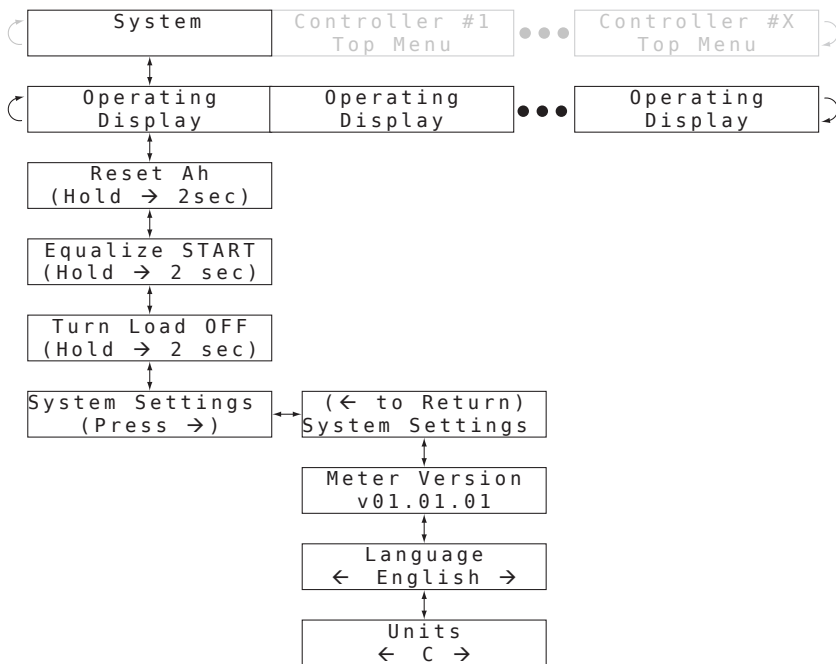 System
Controller #1
Top Menu
Controller #X
Top Menu
Operating
Display
Operating
Display
Operating
Display
Reset Ah
(Hold → 2sec)
Equalize START
(Hold → 2 sec)
Turn Load OFF
(Hold → 2 sec)
System Settings
(Press →)
(← to Return)
System Settings
Meter Version
v01.01.01
Language
← English →
Units
← C →